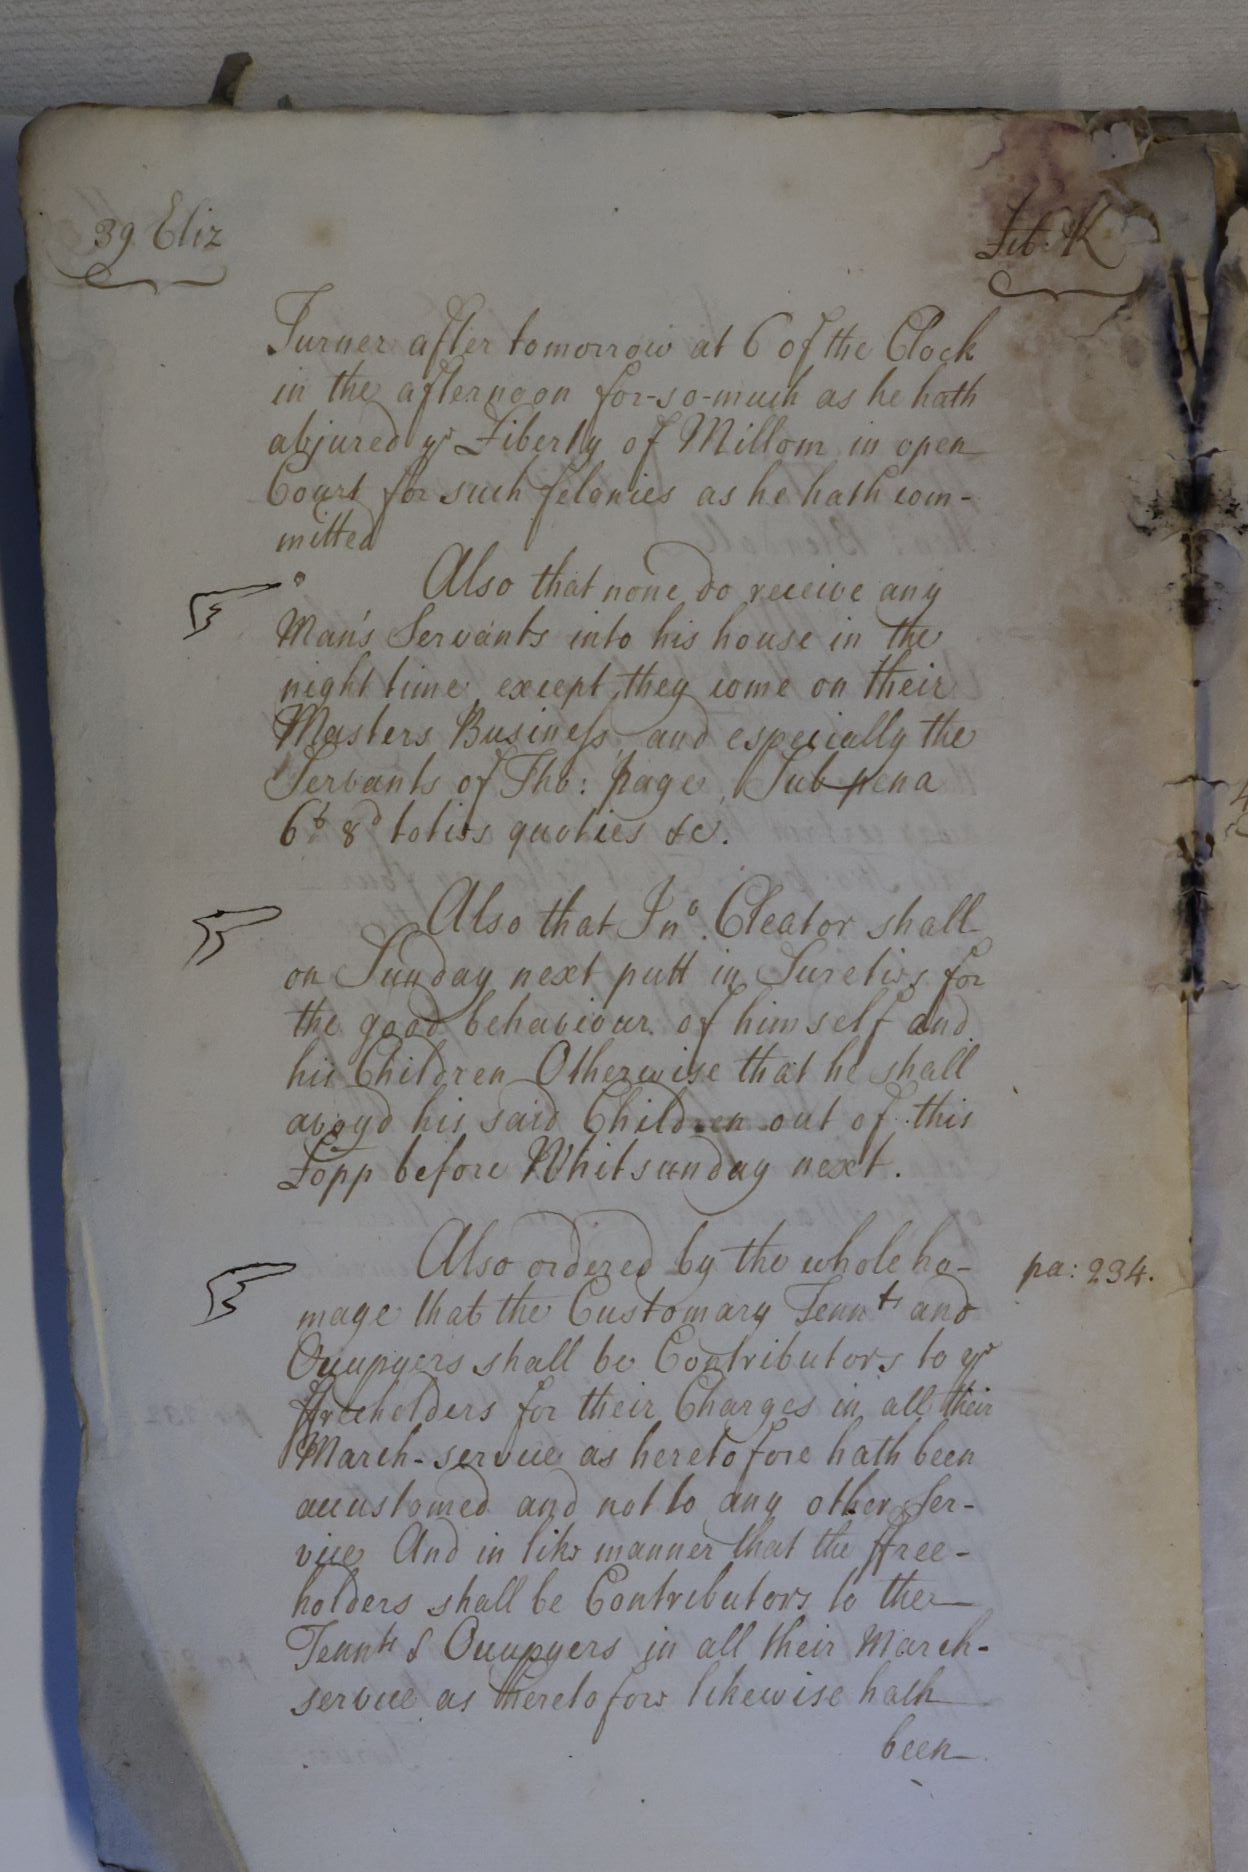 39 Eliz
Lib: K
Turner after tomorrow at 6 of the Clock
in the afternoon for-so-much as he hath
abjured yr Liberty of Millom in open
Court for such felonies as he hath com-
mitted
Also that none do receive any
Man's Servants into his house in the
night time except they come on their
Masters Business and especially the
Servants of Tho: page, Sub pena
6s 8d toties quoties &c.
Also that Jno. Cleator shall
on Sunday next putt in Sureties for
the good behaviour of himself and
his Children Otherwise that he shall
avoyd his said Children out of this
Lopp before Whitsunday next.
Also ordered by the whole ho-
pa: 234.
mage that the Customary Tennts and
Occupyers shall be Contributors to yr
ffreeholders for their Charges in all their
March-service as heretofore hath been
accustomed and not to any other Ser-
vice And in like manner that the ffree-
holders shall be Contributors to the
Tennts & Occupyers in all their March-
service as theretofore likewise hath
been